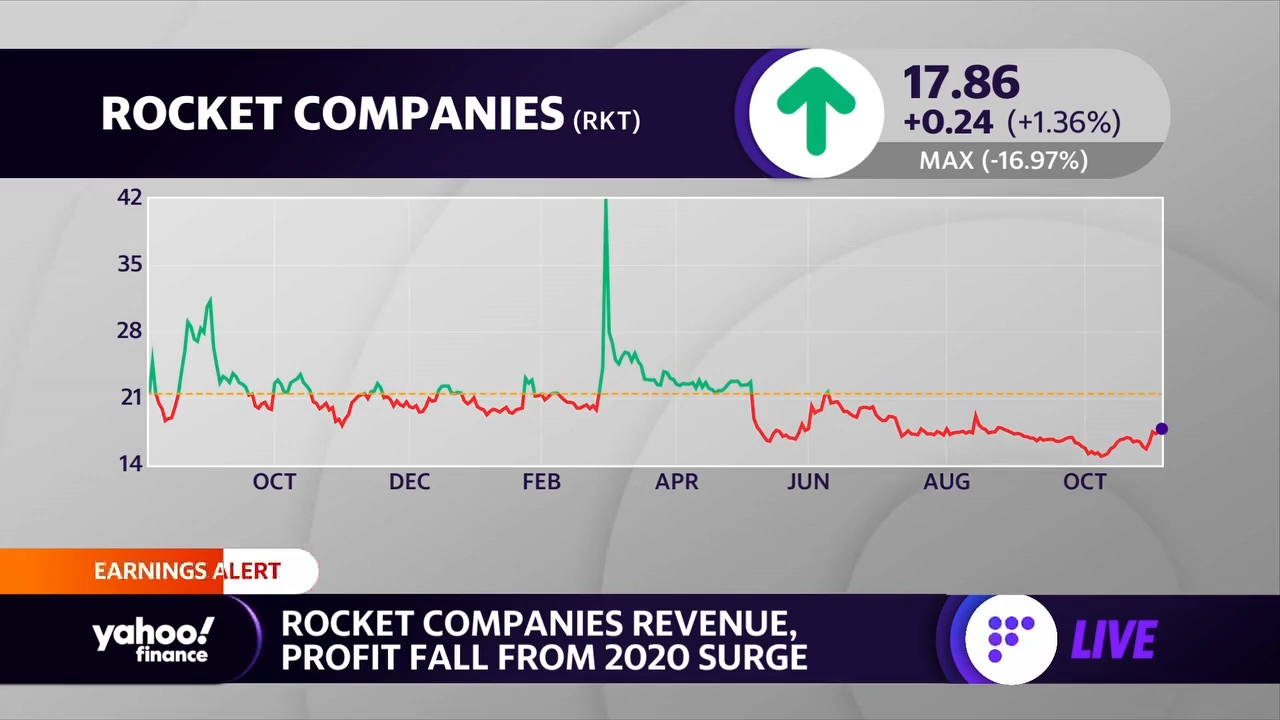 ROCKET COMPANIES (RKT)
17.86
+0.24 (+1.36%)
MAX (-16.97%)
42
35
28
21
14
OCT DEC FEB APR JUN AUG OCT
EARNINGS ALERT
yahoo!
finance
ROCKET COMPANIES REVENUE,
PROFIT FALL FROM 2020 SURGE
LIVE